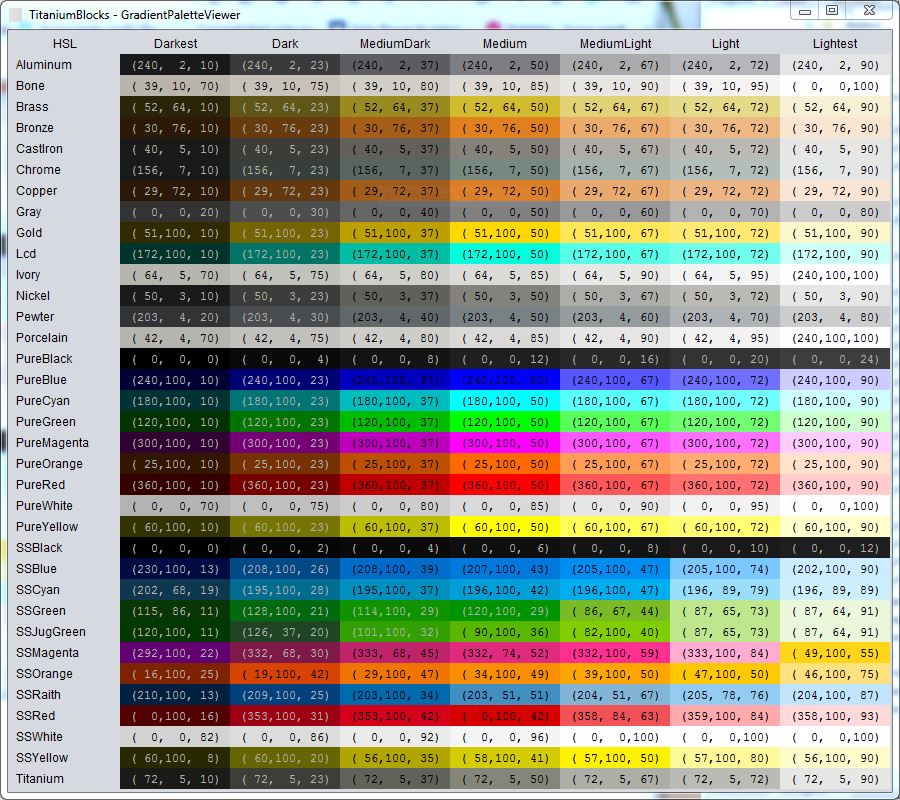 TitaniumBlocks - GradientPaletteViewer
HSL Darkest Dark MediumDark Medium MediumLight Light Lightest
Aluminum (240, 2, 10) (240, 2, 23) (240, 2, 37) (240, 2, 50) (240, 2, 67) (240, 2, 72) (240, 2, 90)
Bone ( 39, 10, 70) ( 39, 10, 75) ( 39, 10, 80) ( 39, 10, 85) ( 39, 10, 90) ( 39, 10, 95) ( 0, 0,100)
Brass ( 52, 64, 10) ( 52, 64, 23) ( 52, 64, 37) ( 52, 64, 50) ( 52, 64, 67) ( 52, 64, 72) ( 52, 64, 90)
Bronze ( 30, 76, 10) ( 30, 76, 23) ( 30, 76, 37) ( 30, 76, 50) ( 30, 76, 67) ( 30, 76, 72) ( 30, 76, 90)
CastIron ( 40, 5, 10) ( 40, 5, 23) ( 40, 5, 37) ( 40, 5, 50) ( 40, 5, 67) ( 40, 5, 72) ( 40, 5, 90)
Chrome (156, 7, 10) (156, 7, 23) (156, 7, 37) (156, 7, 50) (156, 7, 67) (156, 7, 72) (156, 7, 90)
Copper ( 29, 72, 10) ( 29, 72, 23) ( 29, 72, 37) ( 29, 72, 50) ( 29, 72, 67) ( 29, 72, 72) ( 29, 72, 90)
Gray ( 0, 0, 20) ( 0, 0, 30) ( 0, 0, 40) ( 0, 0, 50) ( 0, 0, 60) ( 0, 0, 70) ( 0, 0, 80)
Gold ( 51,100, 10) ( 51,100, 23) ( 51,100, 37) ( 51,100, 50) ( 51,100, 67) ( 51,100, 72) ( 51,100, 90)
Lcd (172,100, 10) (172,100, 23) (172,100, 37) (172,100, 50) (172,100, 67) (172,100, 72) (172,100, 90)
Ivory ( 64, 5, 70) ( 64, 5, 75) ( 64, 5, 80) ( 64, 5, 85) ( 64, 5, 90) ( 64, 5, 95) (240,100,100)
Nickel ( 50, 3, 10) ( 50, 3, 23) ( 50, 3, 37) ( 50, 3, 50) ( 50, 3, 67) ( 50, 3, 72) ( 50, 3, 90)
Pewter (203, 4, 20) (203, 4, 30) (203, 4, 40) (203, 4, 50) (203, 4, 60) (203, 4, 70) (203, 4, 80)
Porcelain ( 42, 4, 70) ( 42, 4, 75) ( 42, 4, 80) ( 42, 4, 85) ( 42, 4, 90) ( 42, 4, 95) (240,100,100)
PureBlack ( 0, 0, 0) ( 0, 0, 4) ( 0, 0, 8) ( 0, 0, 12) ( 0, 0, 16) ( 0, 0, 20) ( 0, 0, 24)
PureBlue (240,100, 10) (240,100, 23) (240,100, 37) (240,100, 50) (240,100, 67) (240,100, 72) (240,100, 90)
PureCyan (180,100, 10) (180,100, 23) (180,100, 37) (180,100, 50) (180,100, 67) (180,100, 72) (180,100, 90)
PureGreen (120,100, 10) (120,100, 23) (120,100, 37) (120,100, 50) (120,100, 67) (120,100, 72) (120,100, 90)
PureMagenta (300,100, 10) (300,100, 23) (300,100, 37) (300,100, 50) (300,100, 67) (300,100, 72) (300,100, 90)
PureOrange ( 25,100, 10) ( 25,100, 23) ( 25,100, 37) ( 25,100, 50) ( 25,100, 67) ( 25,100, 72) ( 25,100, 90)
PureRed (360,100, 10) (360,100, 23) (360,100, 37) (360,100, 50) (360,100, 67) (360,100, 72) (360,100, 90)
PureWhite ( 0, 0, 70) ( 0, 0, 75) ( 0, 0, 80) ( 0, 0, 85) ( 0, 0, 90) ( 0, 0, 95) ( 0, 0,100)
PureYellow ( 60,100, 10) ( 60,100, 23) ( 60,100, 37) ( 60,100, 50) ( 60,100, 67) ( 60,100, 72) ( 60,100, 90)
SSBlack ( 0, 0, 0) ( 0, 0, 2) ( 0, 0, 4) ( 0, 0, 6) ( 0, 0, 8) ( 0, 0, 10) ( 0, 0, 12)
SSBlue (230,100, 13) (208,100, 26) (208,100, 39) (207,100, 43) (205,100, 47) (205,100, 74) (202,100, 90)
SSCyan (202, 68, 19) (195,100, 28) (195,100, 37) (196,100, 42) (196,100, 47) (196, 89, 79) (196, 89, 89)
SSGreen (115, 86, 11) (128,100, 21) (114,100, 29) (120,100, 29) ( 86, 67, 44) ( 87, 65, 73) ( 87, 64, 91)
SSJugGreen (120,100, 11) (126, 37, 20) (101,100, 32) ( 90,100, 36) ( 82,100, 40) ( 87, 65, 73) ( 87, 64, 91)
SSMagenta (292,100, 22) (332, 68, 30) (333, 68, 45) (332, 74, 52) (332,100, 59) (333,100, 84) ( 49,100, 55)
SSOrange ( 16,100, 25) ( 19,100, 42) ( 29,100, 47) ( 34,100, 49) ( 39,100, 50) ( 47,100, 50) ( 46,100, 75)
SSRaith (210,100, 13) (209,100, 25) (203,100, 34) (203, 51, 51) (204, 51, 67) (205, 78, 76) (204,100, 87)
SSRed ( 0,100, 16) (353,100, 31) (353,100, 42) ( 0,100, 42) (358, 84, 63) (359,100, 84) (358,100, 93)
SSWhite ( 0, 0, 82) ( 0, 0, 86) ( 0, 0, 92) ( 0, 0, 96) ( 0, 0,100) ( 0, 0,100) ( 0, 0,100)
SSYellow ( 60,100, 8) ( 60,100, 20) ( 56,100, 35) ( 58,100, 41) ( 57,100, 50) ( 57,100, 80) ( 56,100, 90)
Titanium ( 72, 5, 10) ( 72, 5, 23) ( 72, 5, 37) ( 72, 5, 50) ( 72, 5, 67) ( 72, 5, 72) ( 72, 5, 90)